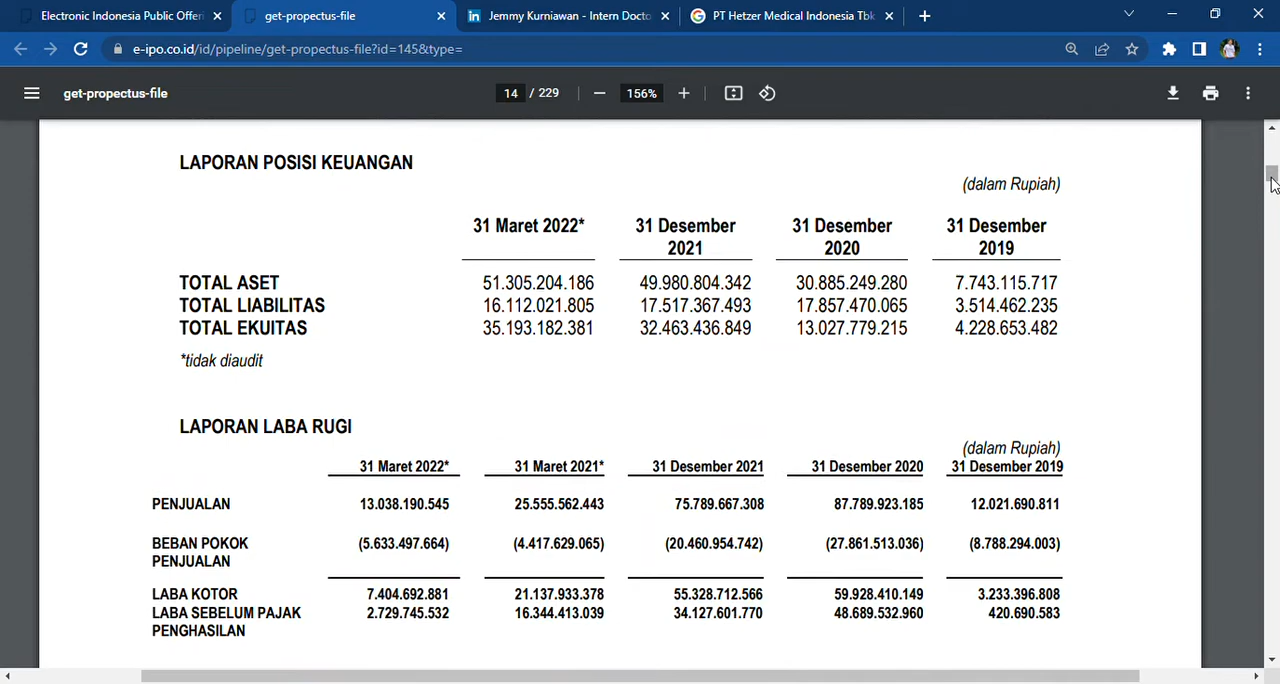 Electronic Indonesia Public Offeri
get-propectus-file
Jemmy Kurniawan - Intern Docto
PT Hetzer Medical Indonesia Tbk
e-ipo.co.id/id/pipeline/get-propectus-file?id=145&type=
get-propectus-file
14 / 229
156%
LAPORAN POSISI KEUANGAN
(dalam Rupiah)
31 Maret 2022* 31 Desember 2021 31 Desember 2020 31 Desember 2019
TOTAL ASET 51.305.204.186 49.980.804.342 30.885.249.280 7.743.115.717
TOTAL LIABILITAS 16.112.021.805 17.517.367.493 17.857.470.065 3.514.462.235
TOTAL EKUITAS 35.193.182.381 32.463.436.849 13.027.779.215 4.228.653.482
*tidak diaudit
LAPORAN LABA RUGI
(dalam Rupiah)
31 Maret 2022* 31 Maret 2021* 31 Desember 2021 31 Desember 2020 31 Desember 2019
PENJUALAN 13.038.190.545 25.555.562.443 75.789.667.308 87.789.923.185 12.021.690.811
BEBAN POKOK (5.633.497.664) (4.417.629.065) (20.460.954.742) (27.861.513.036) (8.788.294.003)
PENJUALAN
LABA KOTOR 7.404.692.881 21.137.933.378 55.328.712.566 59.928.410.149 3.233.396.808
LABA SEBELUM PAJAK 2.729.745.532 16.344.413.039 34.127.601.770 48.689.532.960 420.690.583
PENGHASILAN